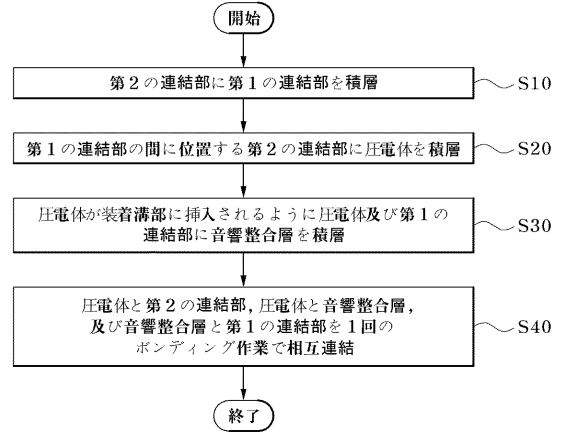 開始
第２の連結部に第１の連結部を積層
S10
第１の連結部の間に位置する第２の連結部に圧電体を積層
S20
圧電体が装着溝部に挿入されるように圧電体及び第１の
連結部に音響整合層を積層
S30
圧電体と第２の連結部，圧電体と音響整合層，
及び音響整合層と第１の連結部を１回の
ボンディング作業で相互連結
S40
終了